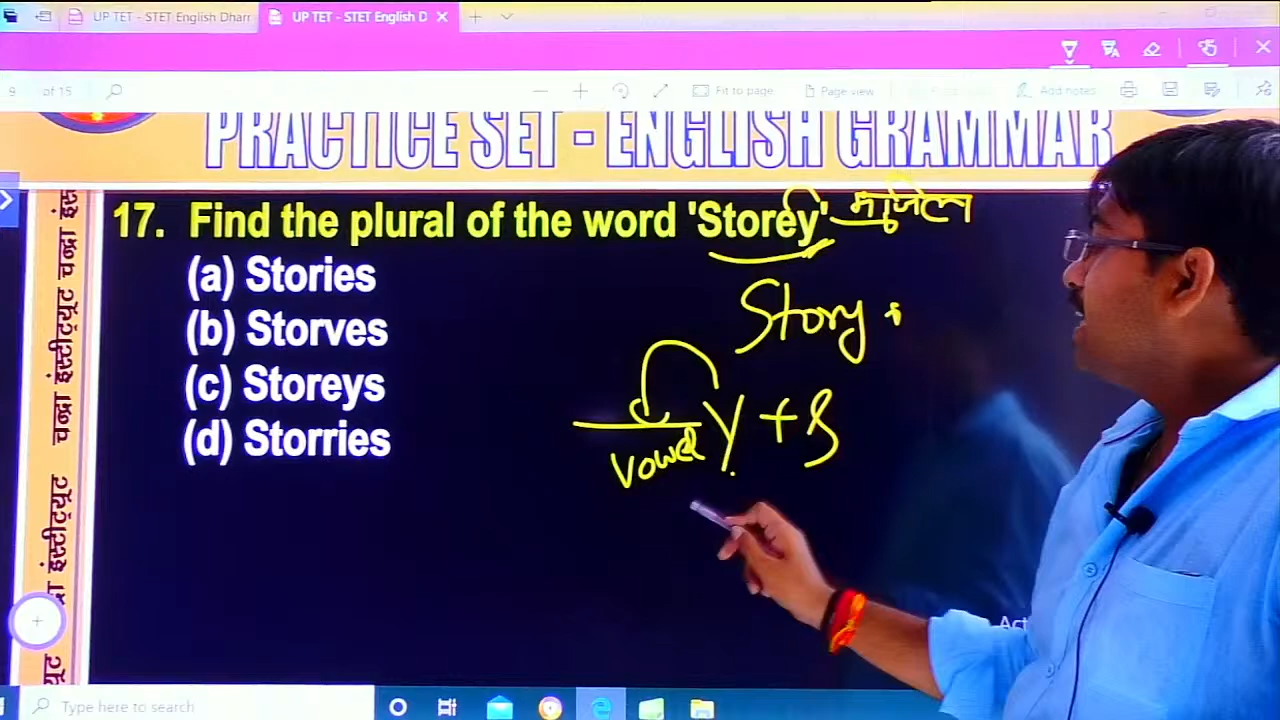 UP TET - STET English Dharr
UP TET - STET English D
9 of 15
Fit to page
Page view
Add notes
PRACTICE SET - ENGLISH GRAMMAR
17. Find the plural of the word 'Storey' मंजिल
(a) Stories
(b) Storves
(c) Storeys
(d) Storries
Story
Y + s
vowel
इंस्टीट्यूट
Type here to search